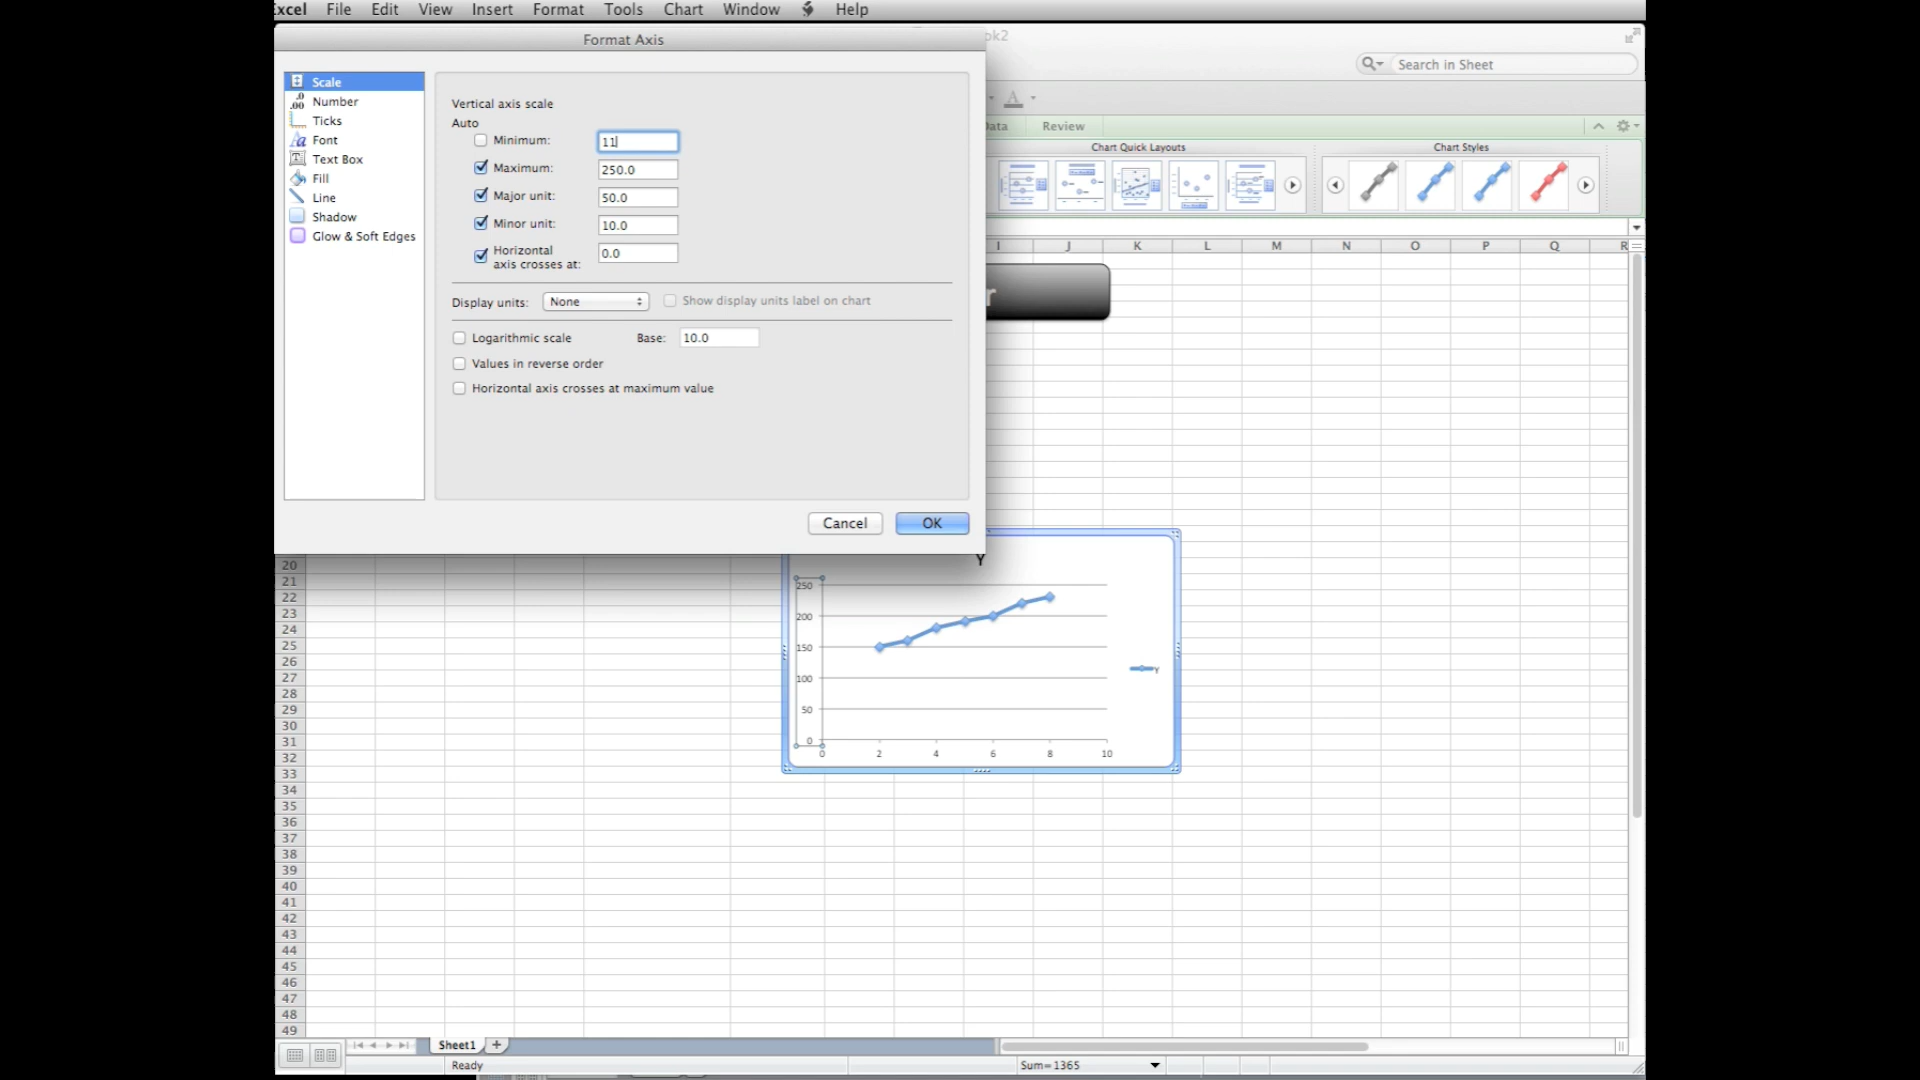 Excel File Edit View Insert Format Tools Chart Window Help
Format Axis
ok2
Search in Sheet
Scale
Number
Ticks
Font
Text Box
Fill
Line
Shadow
Glow & Soft Edges
Vertical axis scale
Auto
Minimum: 11
Maximum: 250.0
Major unit: 50.0
Minor unit: 10.0
Horizontal
axis crosses at: 0.0
Display units: None Show display units label on chart
Logarithmic scale Base: 10.0
Values in reverse order
Horizontal axis crosses at maximum value
Cancel OK
Data Review
Chart Quick Layouts Chart Styles
I J K L M N O P Q R
r
Y
250
200
150
100
50
0
0 2 4 6 8 10
Y
20
21
22
23
24
25
26
27
28
29
30
31
32
33
34
35
36
37
38
39
40
41
42
43
44
45
46
47
48
49
Sheet1
Ready Sum=1365